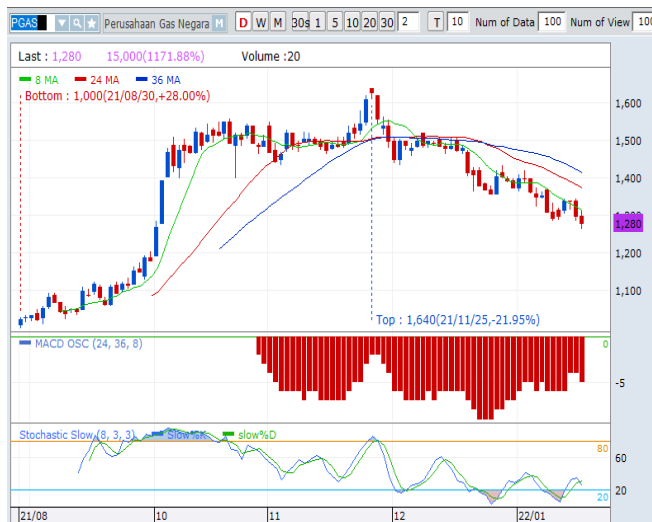 PGAS Perusahaan Gas Negara M D W M 30s 1 5 10 20 30 2 T 10 Num of Data 100 Num of View 100
Last : 1,280 15,000(1171.88%) Volume :20
8 MA 24 MA 36 MA
Bottom : 1,000(21/08/30,+28.00%)
1,600
1,500
1,400
1,280
1,200
1,100
Top : 1,640(21/11/25,-21.95%)
MACD OSC (24, 36, 8)
0
-5
Stochastic Slow (8, 3, 3) Slow%K slow%D
80
60
20
20
21/08 10 11 12 22/01